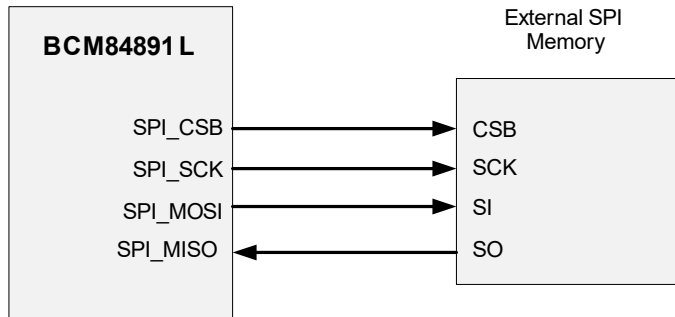 External SPI
Memory
BCM84891L
SPI_CSB
CSB
SPI_SCK
SCK
SPI_MOSI
SI
SPI_MISO
SO